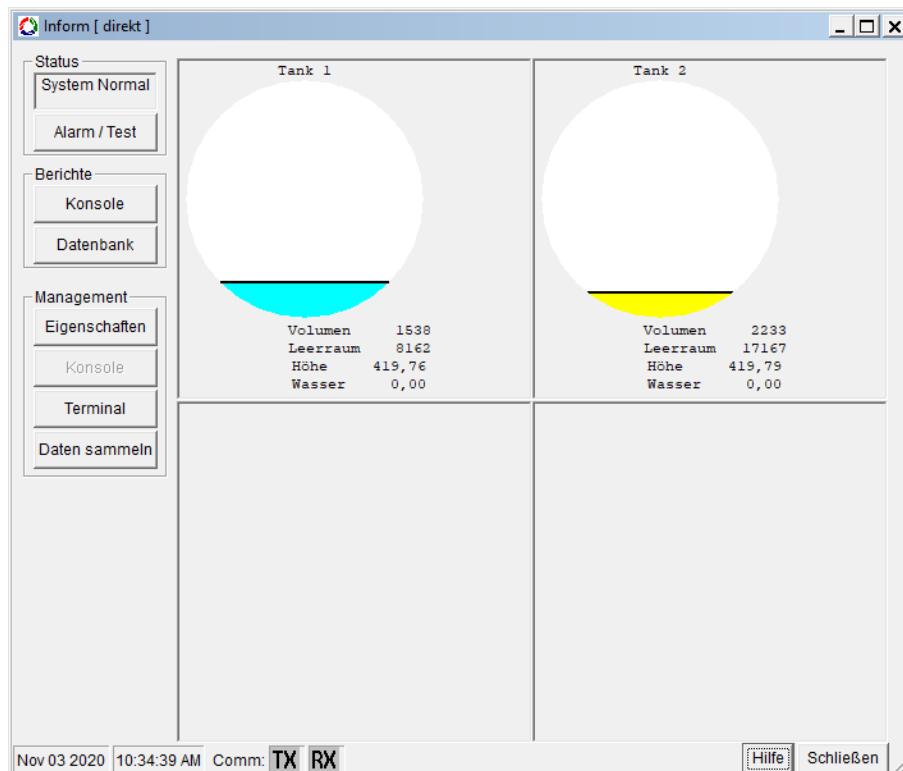 Inform [ direkt ]
Status
System Normal
Alarm / Test
Berichte
Konsole
Datenbank
Management
Eigenschaften
Konsole
Terminal
Daten sammeln
Tank 1
Volumen 1538
Leerraum 8162
Höhe 419,76
Wasser 0,00
Tank 2
Volumen 2233
Leerraum 17167
Höhe 419,79
Wasser 0,00
Nov 03 2020 10:34:39 AM Comm: TX RX Hilfe Schließen